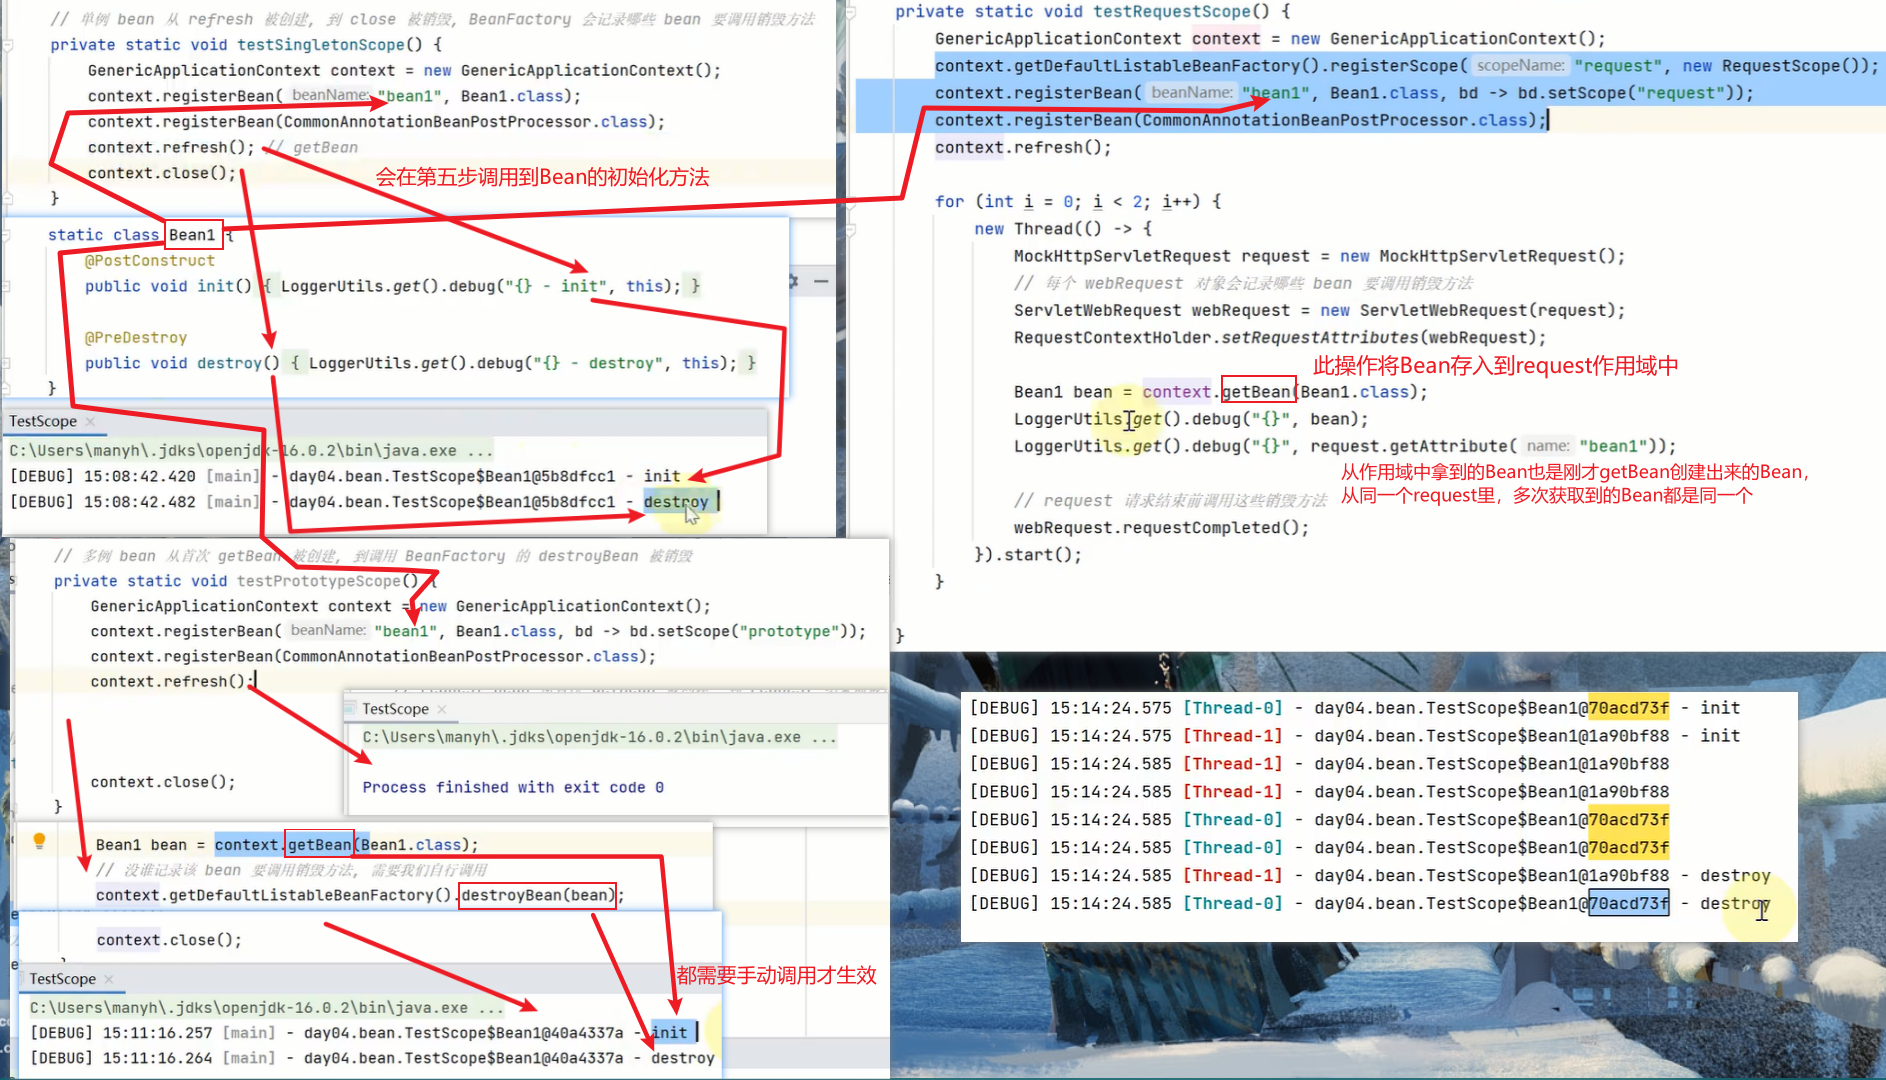 // 单例 bean 从 refresh 被创建, 到 close 被销毁, BeanFactory 会记录哪些 bean 要调用销毁方法
private static void testSingletonScope() {
GenericApplicationContext context = new GenericApplicationContext();
context.registerBean( beanName: "bean1", Bean1.class);
context.registerBean(CommonAnnotationBeanPostProcessor.class);
context.refresh(); // getBean
context.close();
会在第五步调用到Bean的初始化方法
}
static class Bean1 {
@PostConstruct
public void init() { LoggerUtils.get().debug("{} - init", this); }
@PreDestroy
public void destroy() { LoggerUtils.get().debug("{} - destroy", this); }
}
TestScope ×
C:\Users\manyh\.jdks\openjdk-16.0.2\bin\java.exe ...
[DEBUG] 15:08:42.420 [main] - day04.bean.TestScope$Bean1@5b8dfcc1 - init
[DEBUG] 15:08:42.482 [main] - day04.bean.TestScope$Bean1@5b8dfcc1 - destroy
// 多例 bean 从首次 getBean 被创建, 到调用 BeanFactory 的 destroyBean 被销毁
private static void testPrototypeScope() {
GenericApplicationContext context = new GenericApplicationContext();
context.registerBean( beanName: "bean1", Bean1.class, bd -> bd.setScope("prototype"));
context.registerBean(CommonAnnotationBeanPostProcessor.class);
context.refresh();
TestScope ×
C:\Users\manyh\.jdks\openjdk-16.0.2\bin\java.exe ...
Process finished with exit code 0
context.close();
}
Bean1 bean = context.getBean(Bean1.class);
// 没谁记录该 bean 要调用销毁方法, 需要我们自行调用
context.getDefaultListableBeanFactory().destroyBean(bean);
context.close();
都需要手动调用才生效
TestScope ×
C:\Users\manyh\.jdks\openjdk-16.0.2\bin\java.exe ...
[DEBUG] 15:11:16.257 [main] - day04.bean.TestScope$Bean1@40a4337a - init
[DEBUG] 15:11:16.264 [main] - day04.bean.TestScope$Bean1@40a4337a - destroy
private static void testRequestScope() {
GenericApplicationContext context = new GenericApplicationContext();
context.getDefaultListableBeanFactory().registerScope( scopeName: "request", new RequestScope());
context.registerBean( beanName: "bean1", Bean1.class, bd -> bd.setScope("request"));
context.registerBean(CommonAnnotationBeanPostProcessor.class);
context.refresh();
for (int i = 0; i < 2; i++) {
new Thread(() -> {
MockHttpServletRequest request = new MockHttpServletRequest();
// 每个 webRequest 对象会记录哪些 bean 要调用销毁方法
ServletWebRequest webRequest = new ServletWebRequest(request);
RequestContextHolder.setRequestAttributes(webRequest);
此操作将Bean存入到request作用域中
Bean1 bean = context.getBean(Bean1.class);
LoggerUtils.get().debug("{}", bean);
LoggerUtils.get().debug("{}", request.getAttribute( name: "bean1"));
从作用域中拿到的Bean也是刚才getBean创建出来的Bean,
从同一个request里，多次获取到的Bean都是同一个
// request 请求结束前调用这些销毁方法
webRequest.requestCompleted();
}).start();
}
}
[DEBUG] 15:14:24.575 [Thread-0] - day04.bean.TestScope$Bean1@70acd73f - init
[DEBUG] 15:14:24.575 [Thread-1] - day04.bean.TestScope$Bean1@1a90bf88 - init
[DEBUG] 15:14:24.585 [Thread-1] - day04.bean.TestScope$Bean1@1a90bf88
[DEBUG] 15:14:24.585 [Thread-1] - day04.bean.TestScope$Bean1@1a90bf88
[DEBUG] 15:14:24.585 [Thread-0] - day04.bean.TestScope$Bean1@70acd73f
[DEBUG] 15:14:24.585 [Thread-0] - day04.bean.TestScope$Bean1@70acd73f
[DEBUG] 15:14:24.585 [Thread-1] - day04.bean.TestScope$Bean1@1a90bf88 - destroy
[DEBUG] 15:14:24.585 [Thread-0] - day04.bean.TestScope$Bean1@70acd73f - destroy